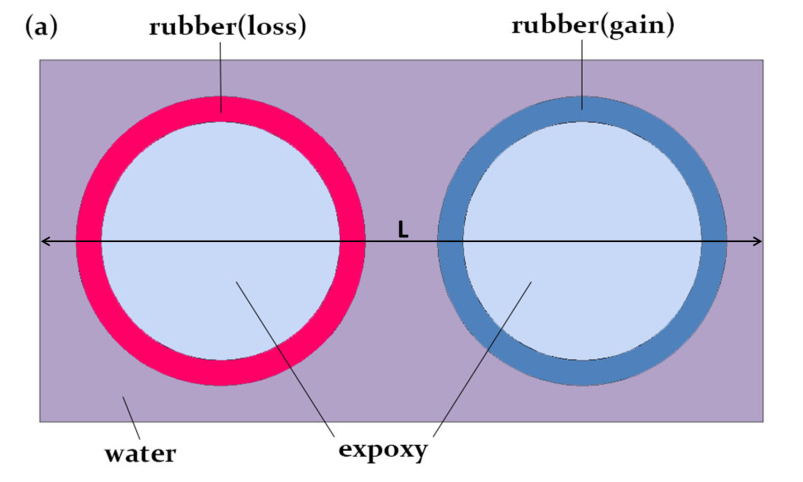 (a)
rubber(loss)
rubber(gain)
L
water
expoxy